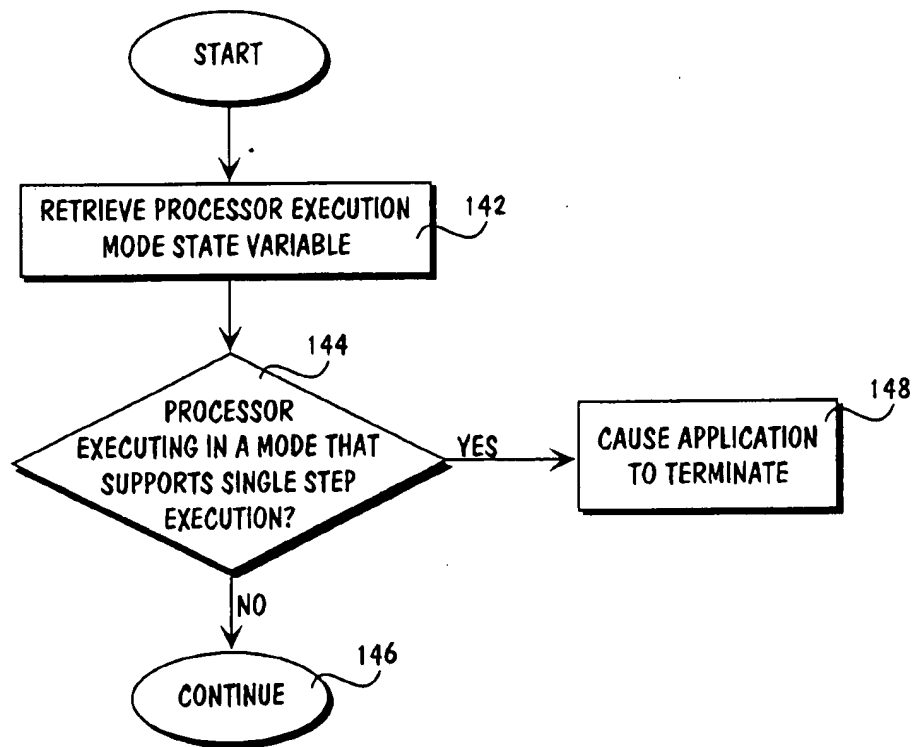 START
RETRIEVE PROCESSOR EXECUTION
MODE STATE VARIABLE
142
144
PROCESSOR
EXECUTING IN A MODE THAT
SUPPORTS SINGLE STEP
EXECUTION?
YES
148
CAUSE APPLICATION
TO TERMINATE
NO
146
CONTINUE